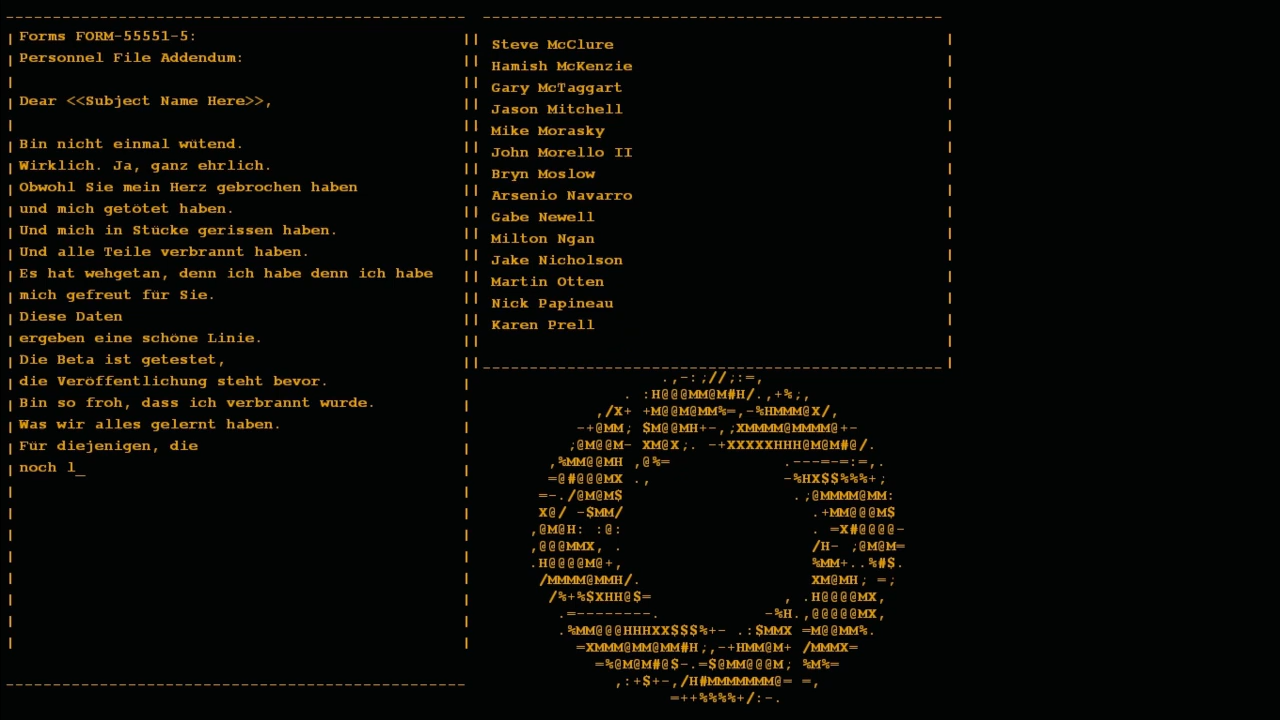 Forms FORM-55551-5:
Personnel File Addendum:
Dear <<Subject Name Here>>,
Bin nicht einmal wütend.
Wirklich. Ja, ganz ehrlich.
Obwohl Sie mein Herz gebrochen haben
und mich getötet haben.
Und mich in Stücke gerissen haben.
Und alle Teile verbrannt haben.
Es hat wehgetan, denn ich habe denn ich habe
mich gefreut für Sie.
Diese Daten
ergeben eine schöne Linie.
Die Beta ist getestet,
die Veröffentlichung steht bevor.
Bin so froh, dass ich verbrannt wurde.
Was wir alles gelernt haben.
Für diejenigen, die
noch l_
Steve McClure
Hamish McKenzie
Gary McTaggart
Jason Mitchell
Mike Morasky
John Morello II
Bryn Moslow
Arsenio Navarro
Gabe Newell
Milton Ngan
Jake Nicholson
Martin Otten
Nick Papineau
Karen Prell